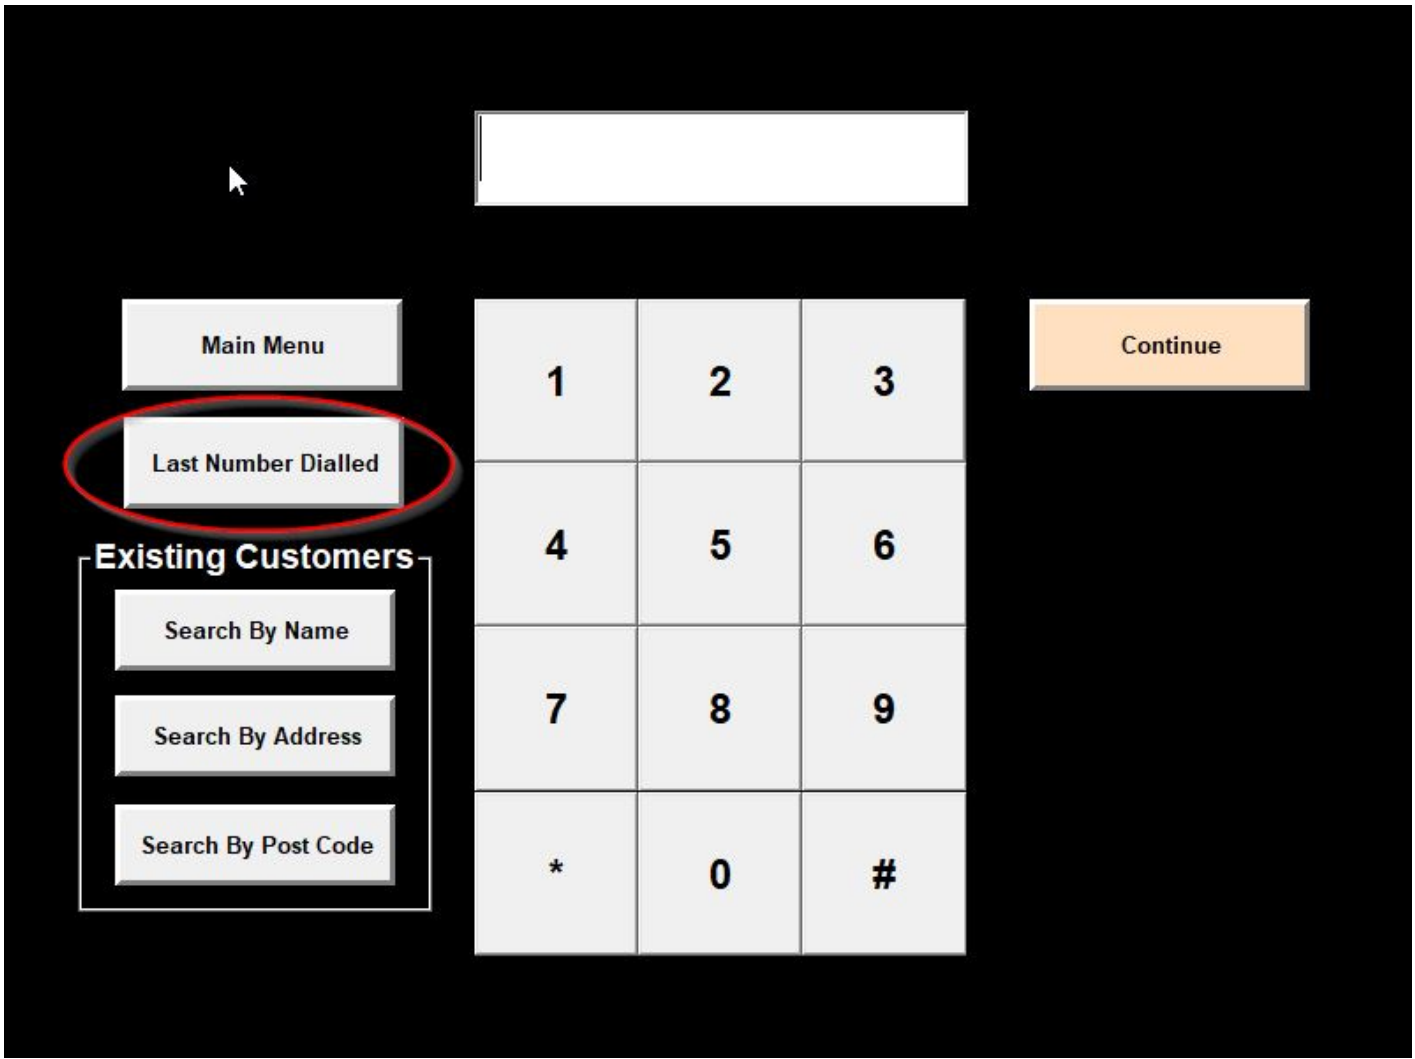 Main Menu
Last Number Dialled
Existing Customers
Search By Name
Search By Address
Search By Post Code
1 2 3
4 5 6
7 8 9
* 0 #
Continue